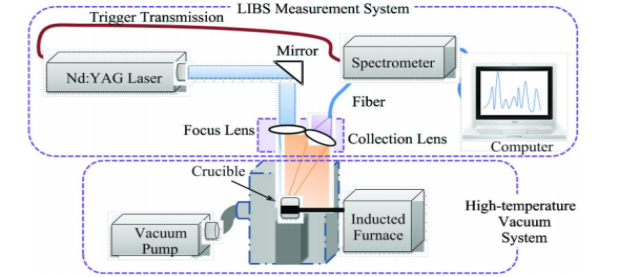 LIBS Measurement System
Trigger Transmission
Mirror
Nd:YAG Laser
Spectrometer
Fiber
Focus Lens
Collection Lens
Computer
Crucible
High-temperature
Vacuum
System
Inducted
Furnace
Vacuum
Pump